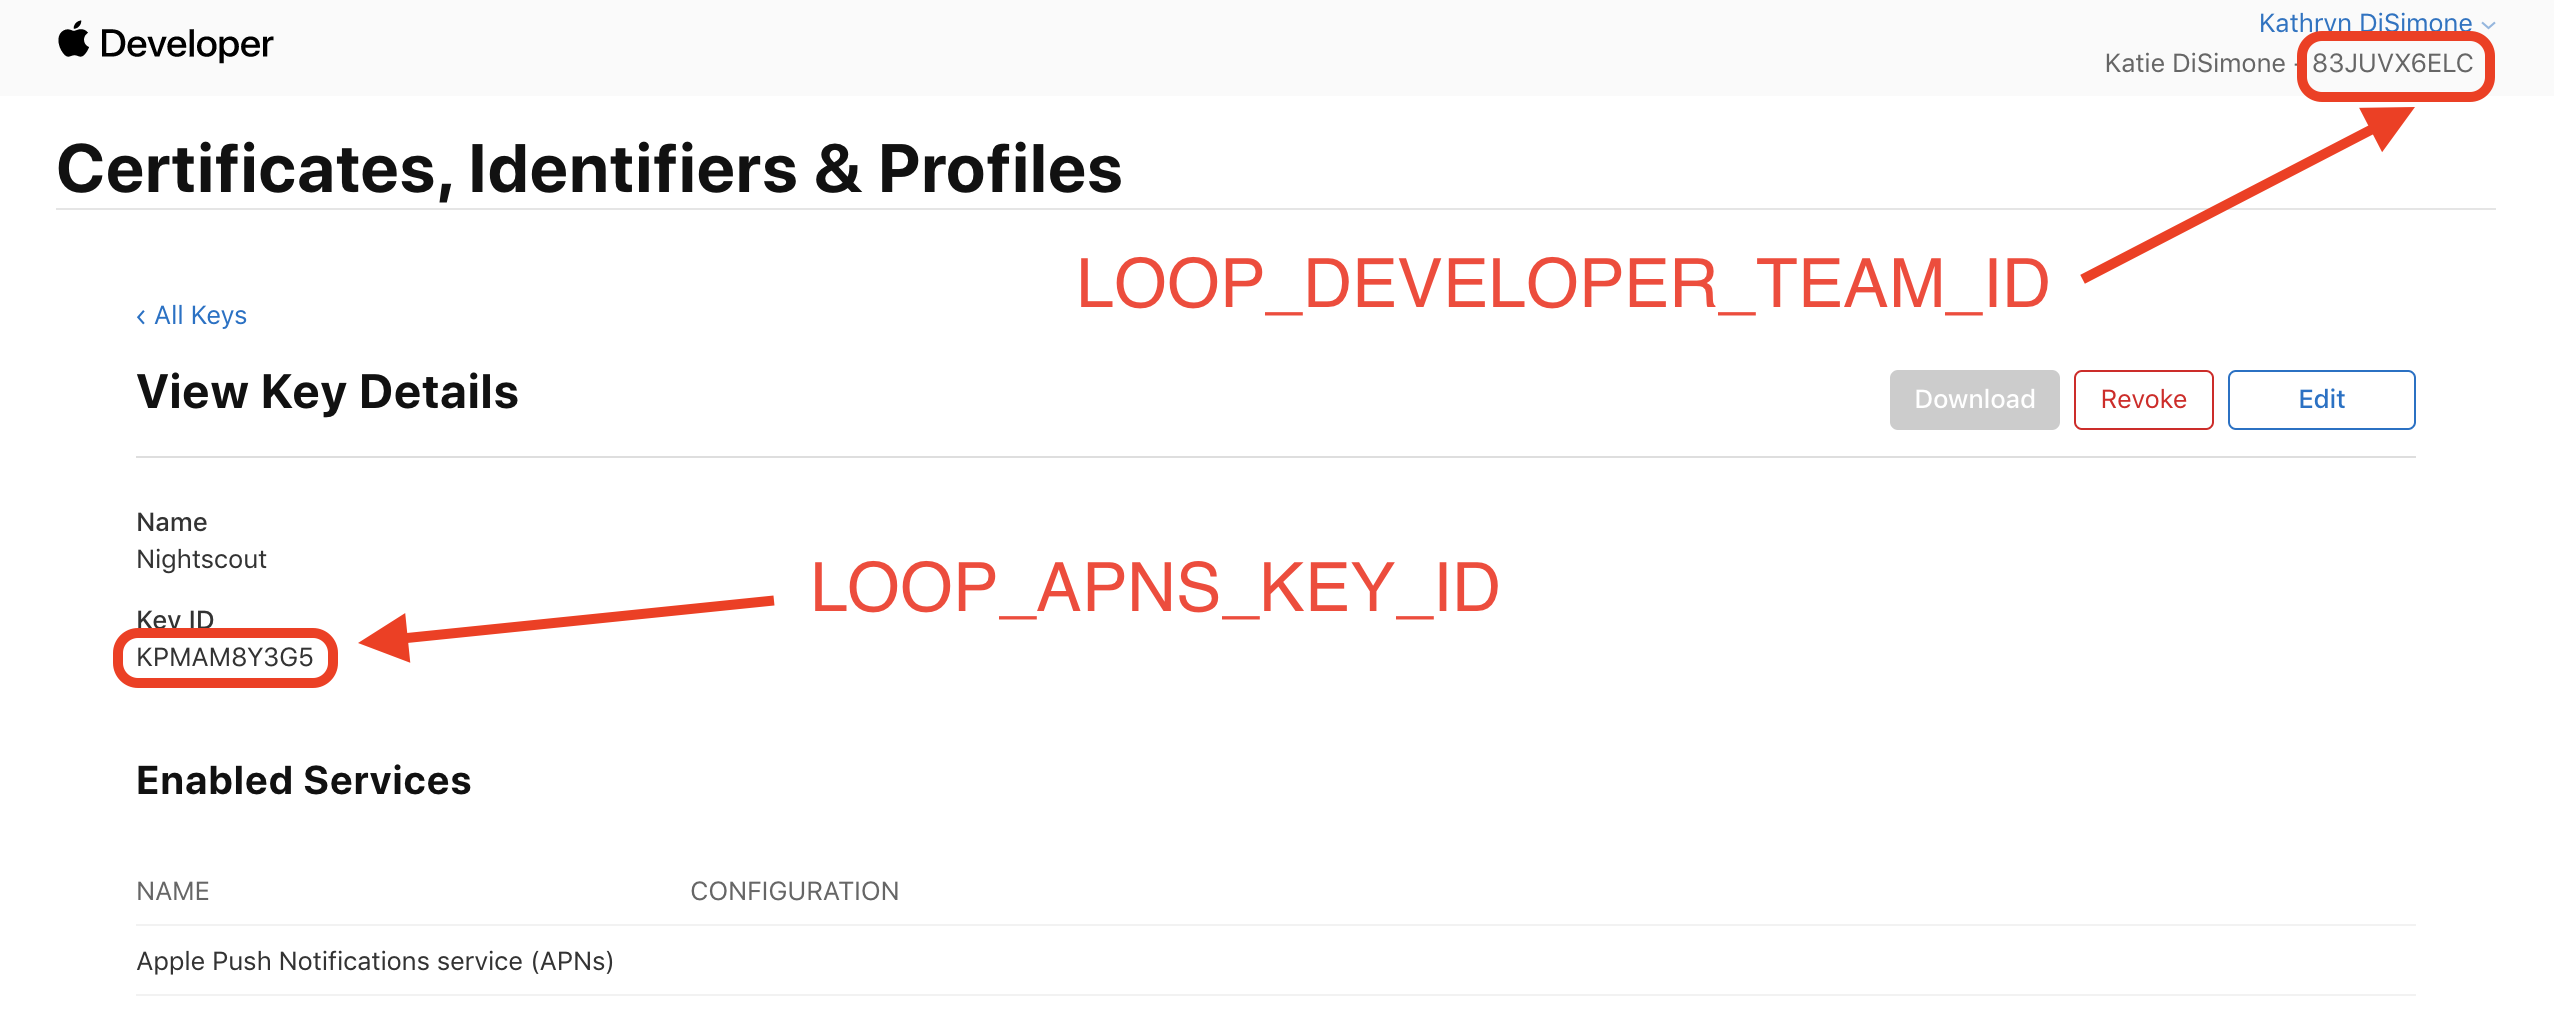 Developer
Kathryn DiSimone
Katie DiSimone - 83JUVX6ELC
Certificates, Identifiers & Profiles
LOOP_DEVELOPER_TEAM_ID
‹ All Keys
View Key Details
Download Revoke Edit
Name
Nightscout
LOOP_APNS_KEY_ID
Key ID
KPMAM8Y3G5
Enabled Services
NAME CONFIGURATION
Apple Push Notifications service (APNs)